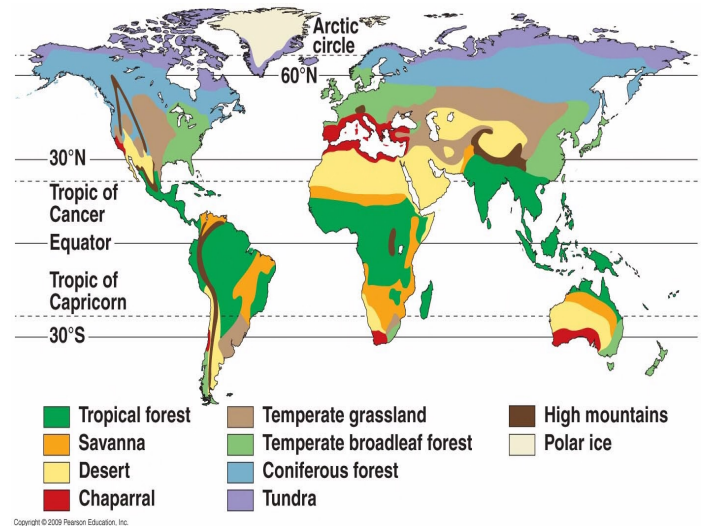 Arctic
circle
60°N
30°N
Tropic of
Cancer
Equator
Tropic of
Capricorn
30°S
Tropical forest
Savanna
Desert
Chaparral
Temperate grassland
Temperate broadleaf forest
Coniferous forest
Tundra
High mountains
Polar ice
Copyright © 2009 Pearson Education, Inc.